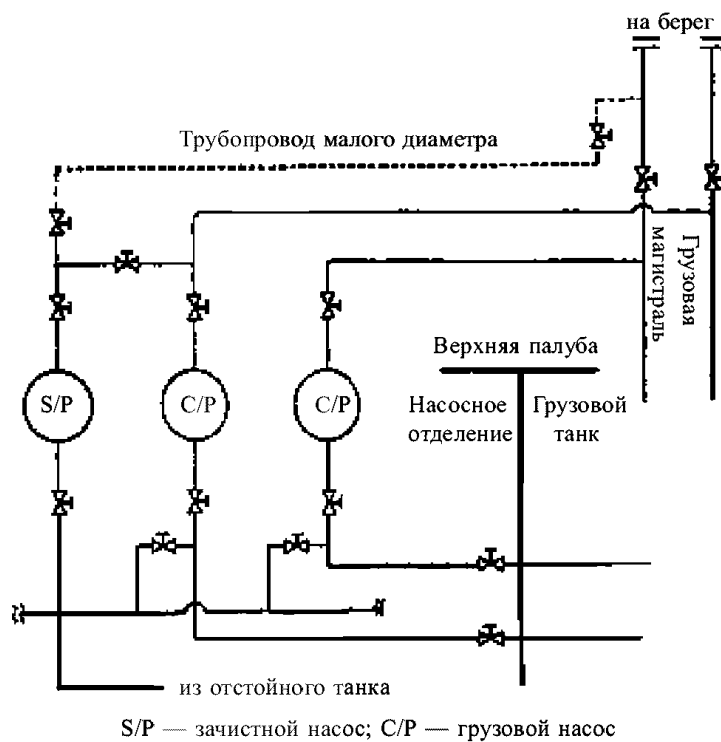 на берег
Трубопровод малого диаметра
Грузовая
магистраль
Верхняя палуба
S/P
C/P
C/P
Насосное
отделение
Грузовой
танк
из отстойного танка
S/P — зачистной насос; C/P — грузовой насос